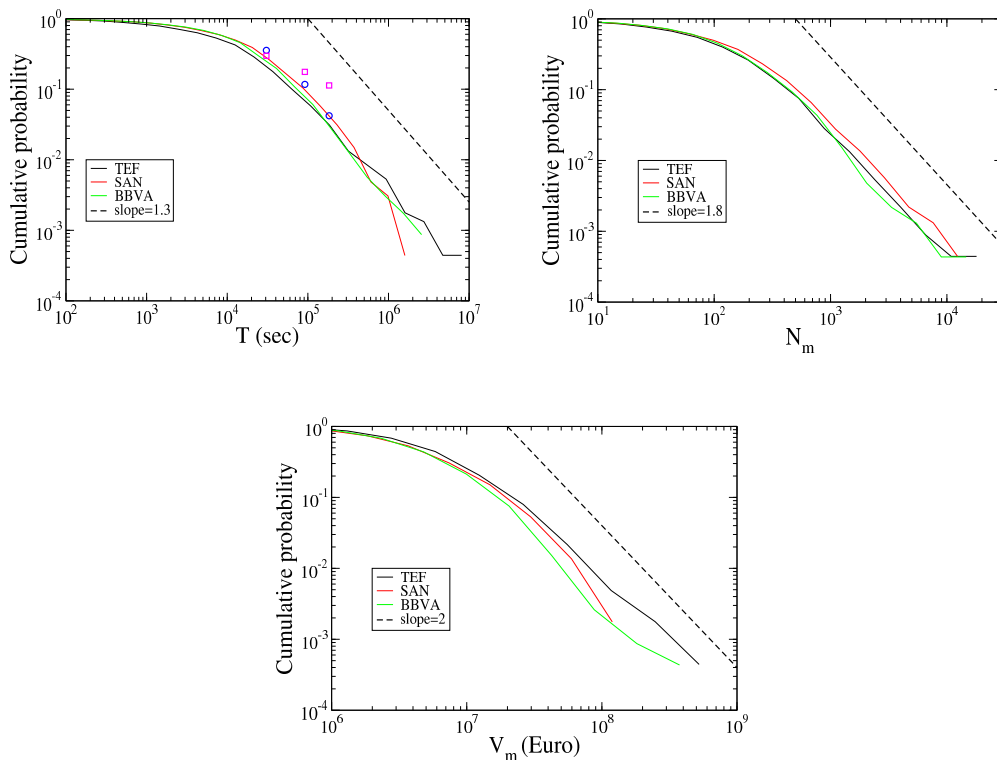 10^0
10^-1
10^-2
10^-3
10^-4
Cumulative probability
TEF
SAN
BBVA
slope=1.3
10^2
10^3
10^4
10^5
10^6
10^7
T (sec)
10^0
10^-1
10^-2
10^-3
10^-4
Cumulative probability
TEF
SAN
BBVA
slope=1.8
10^1
10^2
10^3
10^4
N_m
10^0
10^-1
10^-2
10^-3
10^-4
Cumulative probability
TEF
SAN
BBVA
slope=2
10^6
10^7
10^8
10^9
V_m (Euro)